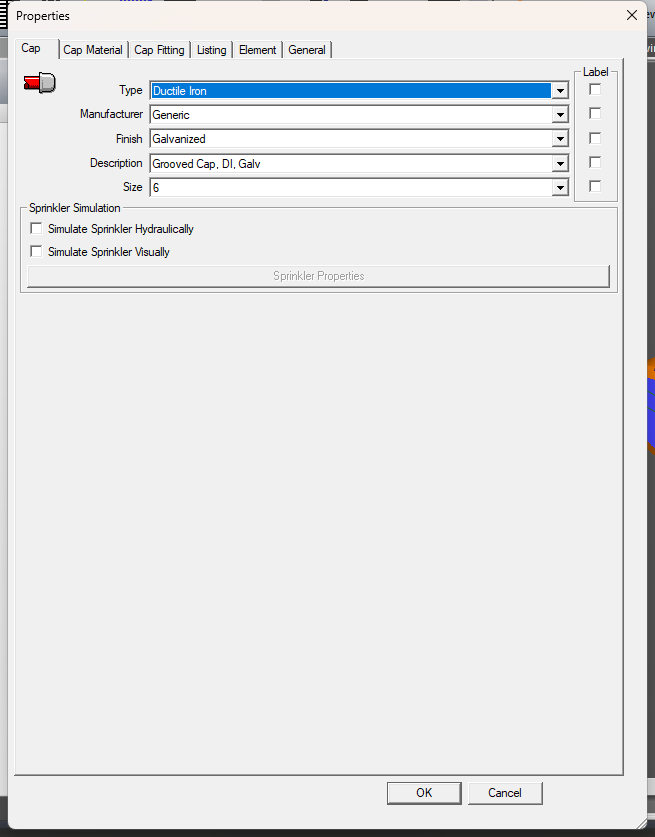 Properties
Cap Cap Material Cap Fitting Listing Element General
Label
Type Ductile Iron
Manufacturer Generic
Finish Galvanized
Description Grooved Cap, DI, Galv
Size 6
Sprinkler Simulation
Simulate Sprinkler Hydraulically
Simulate Sprinkler Visually
Sprinkler Properties
OK Cancel